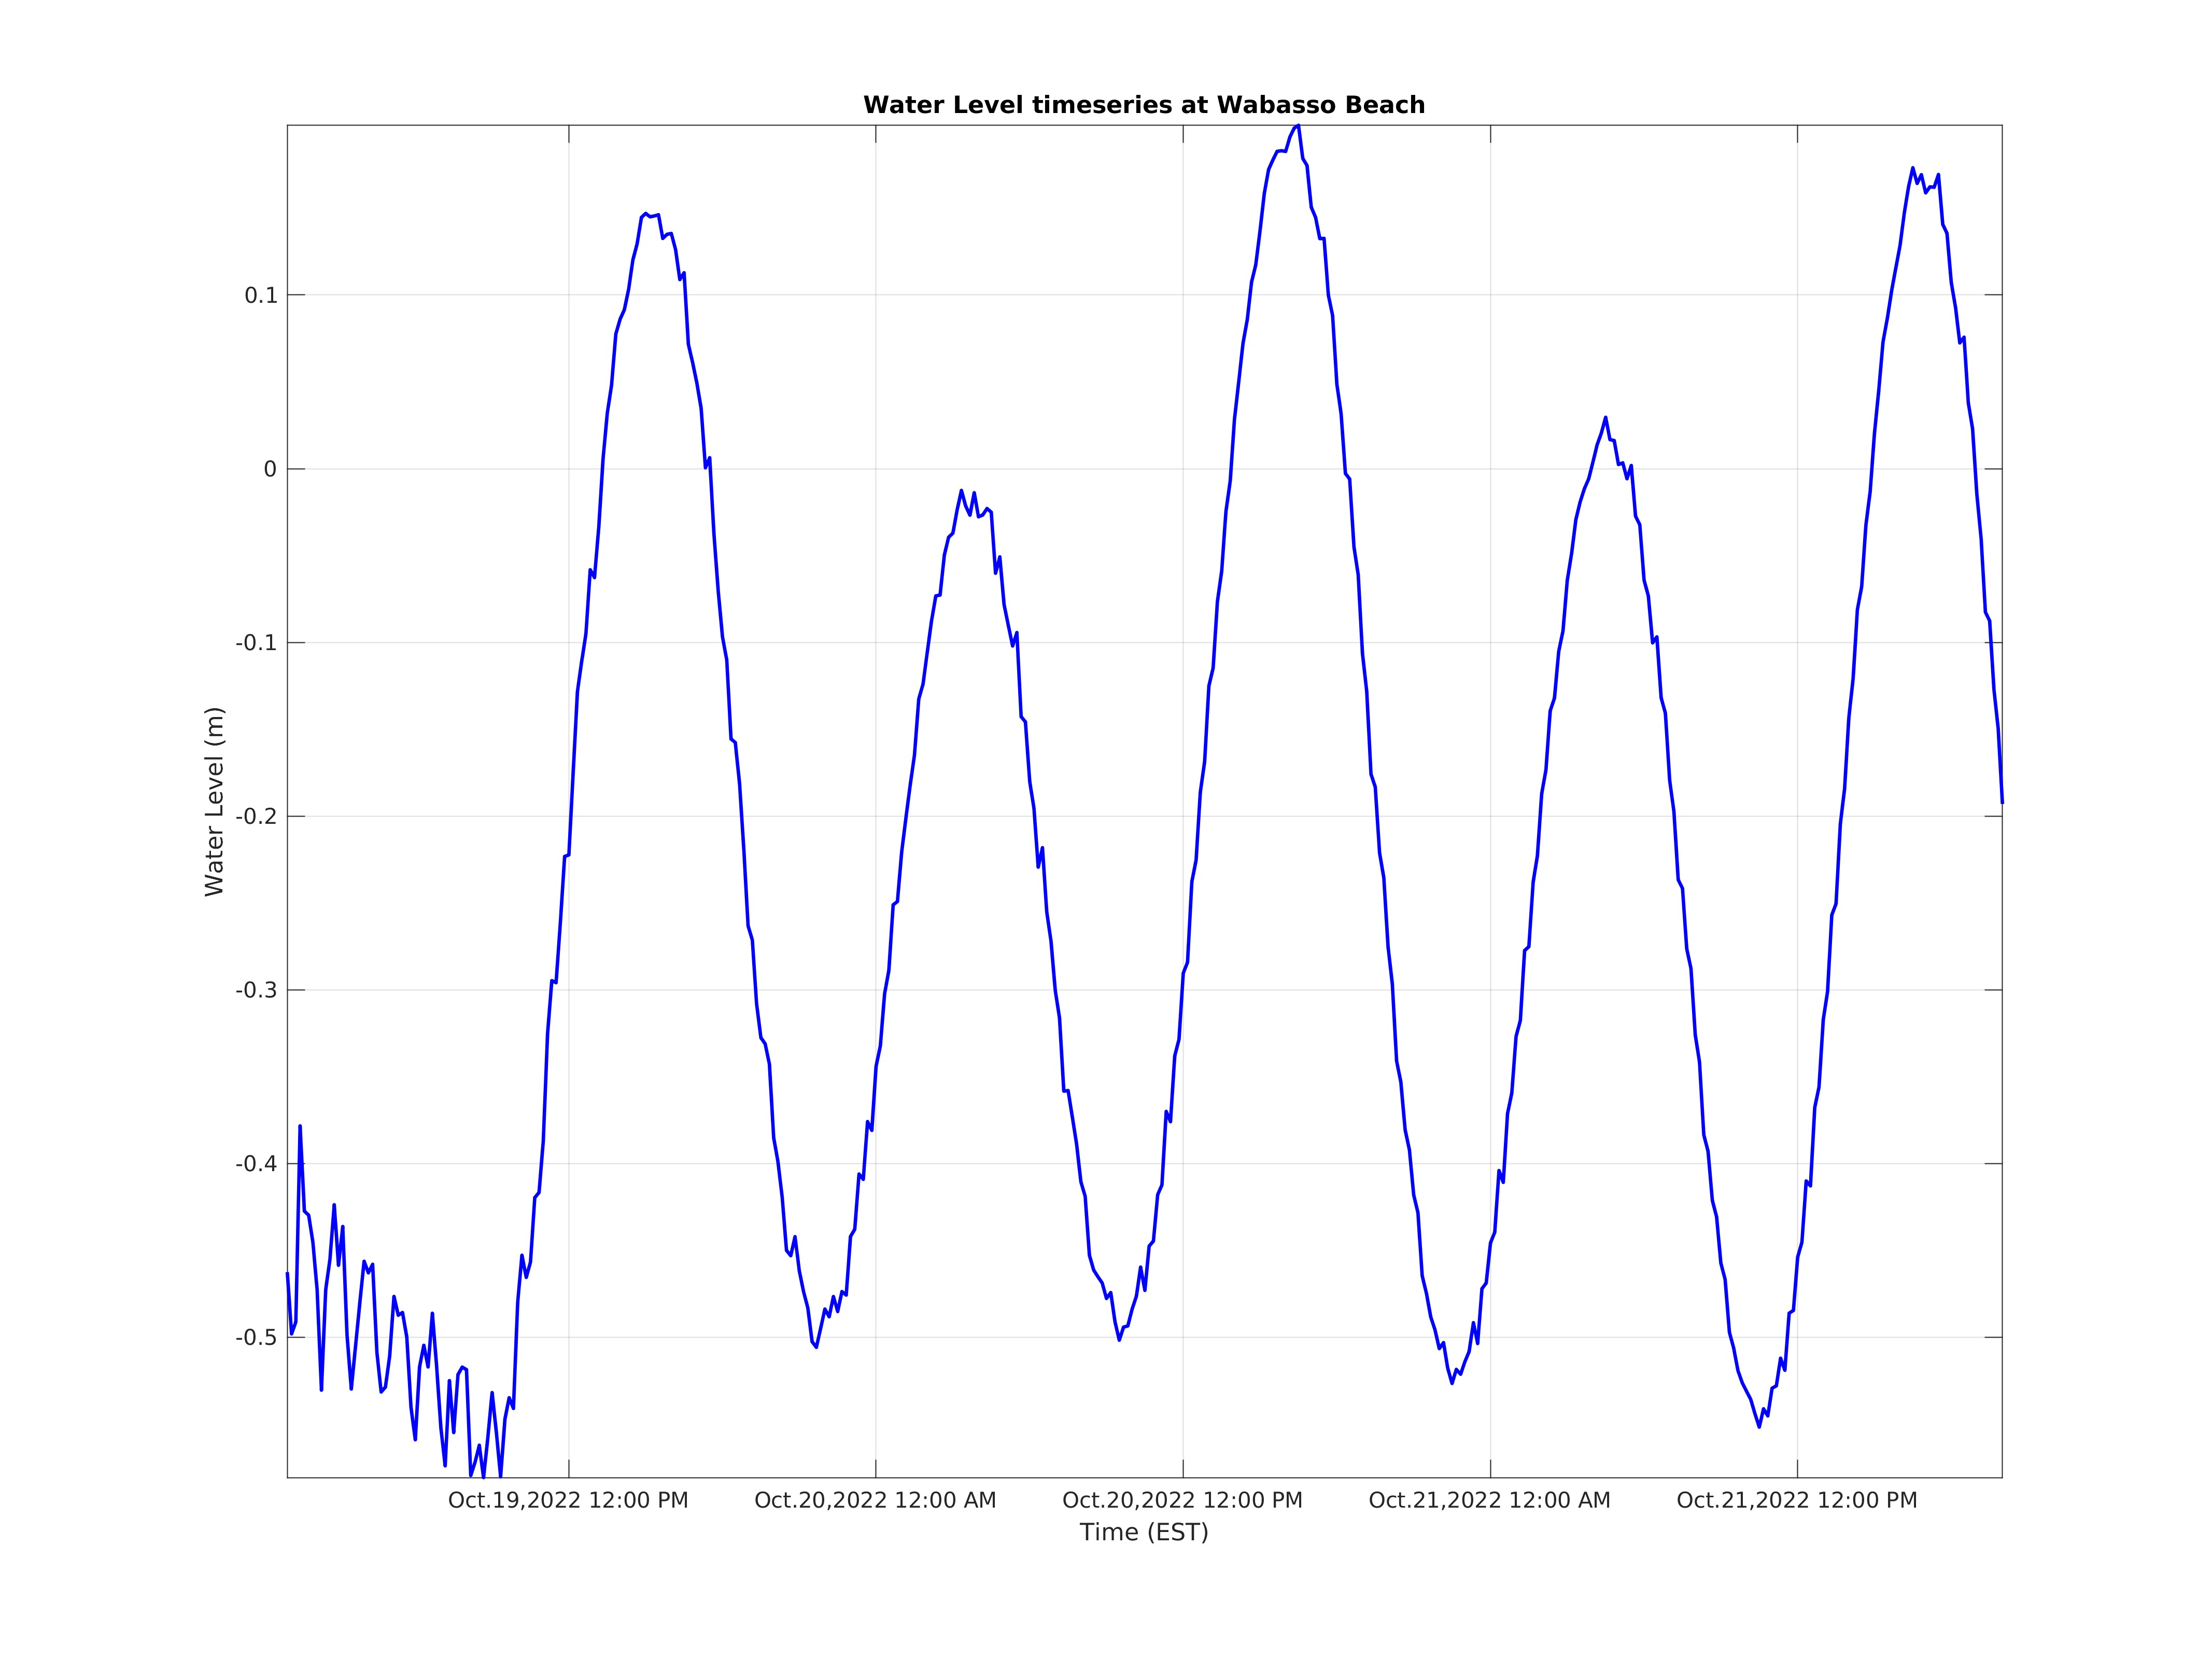 Water Level timeseries at Wabasso Beach
0.1
0
-0.1
-0.2
-0.3
-0.4
-0.5
Water Level (m)
Oct.19,2022 12:00 PM
Oct.20,2022 12:00 AM
Oct.20,2022 12:00 PM
Oct.21,2022 12:00 AM
Oct.21,2022 12:00 PM
Time (EST)